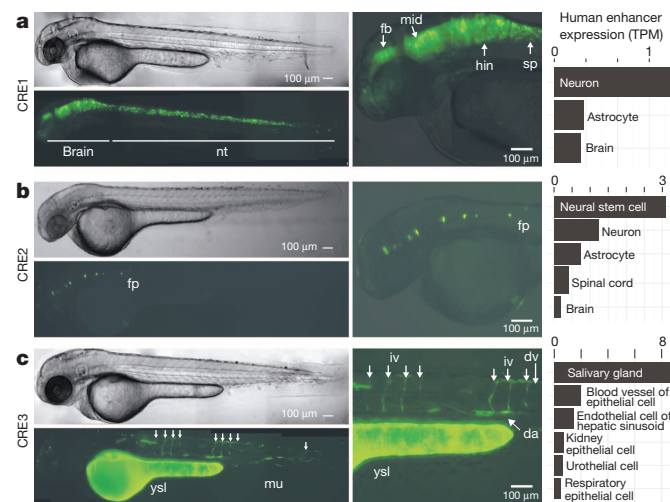 a
CRE1
100 μm
Brain
nt
fb
mid
hin
sp
100 μm
Human enhancer
expression (TPM)
0 1
Neuron
Astrocyte
Brain
b
CRE2
100 μm
fp
fp
100 μm
0 3
Neural stem cell
Neuron
Astrocyte
Spinal cord
Brain
c
CRE3
100 μm
ysl
mu
iv
iv
dv
da
ysl
100 μm
0 8
Salivary gland
Blood vessel of
epithelial cell
Endothelial cell of
hepatic sinusoid
Kidney
epithelial cell
Urothelial cell
Respiratory
epithelial cell